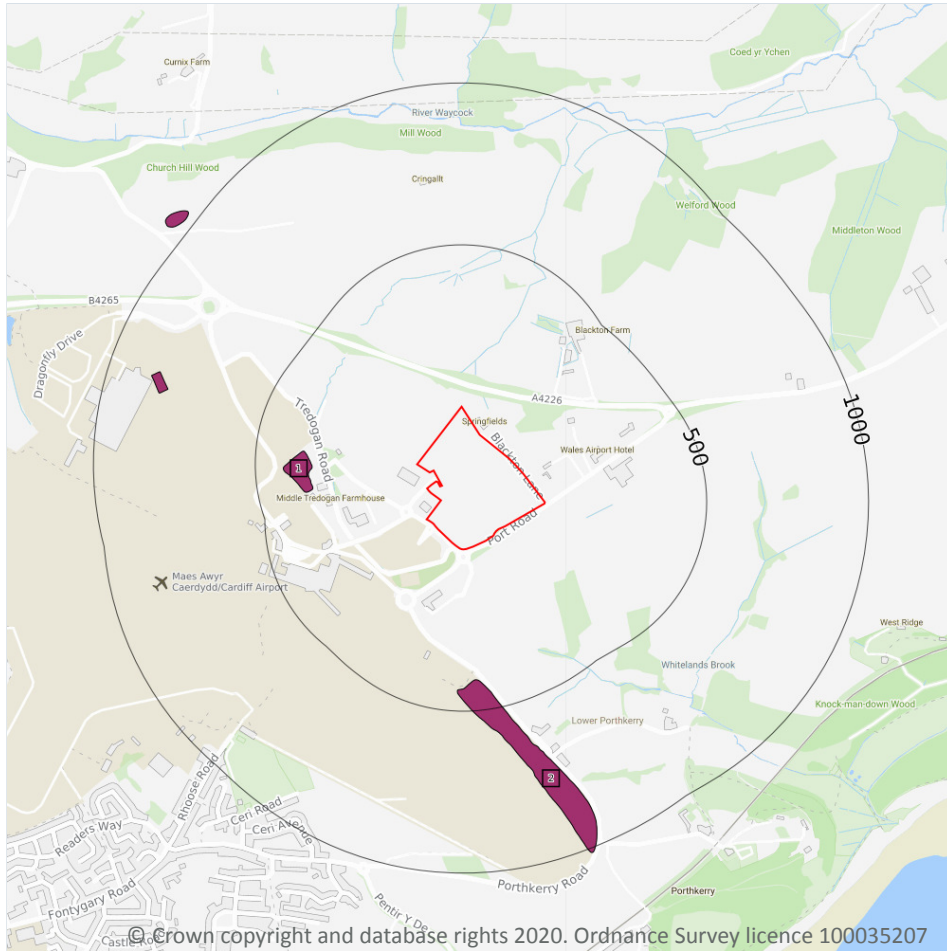 Coed yr Ychen
Curnix Farm
River Waycock
Mill Wood
Church Hill Wood
Cringallt
Welford Wood
Middleton Wood
B4265
Dragonfly Drive
Blackton Farm
A4226
1000
Tredogan Road
Springfields
500
Blackton Lane
Wales Airport Hotel
1
Middle Tredogan Farmhouse
Port Road
Maes Awyr
Caerdydd/Cardiff Airport
West Ridge
Whitelands Brook
Knock-man-down Wood
Lower Porthkerry
Rhoose Road
2
Ceri Road
Ceri Avenue
Readers Way
Fontygary Road
Porthkerry Road
Porthkerry
Pentir Y De
Castle Road
© Crown copyright and database rights 2020. Ordnance Survey licence 100035207